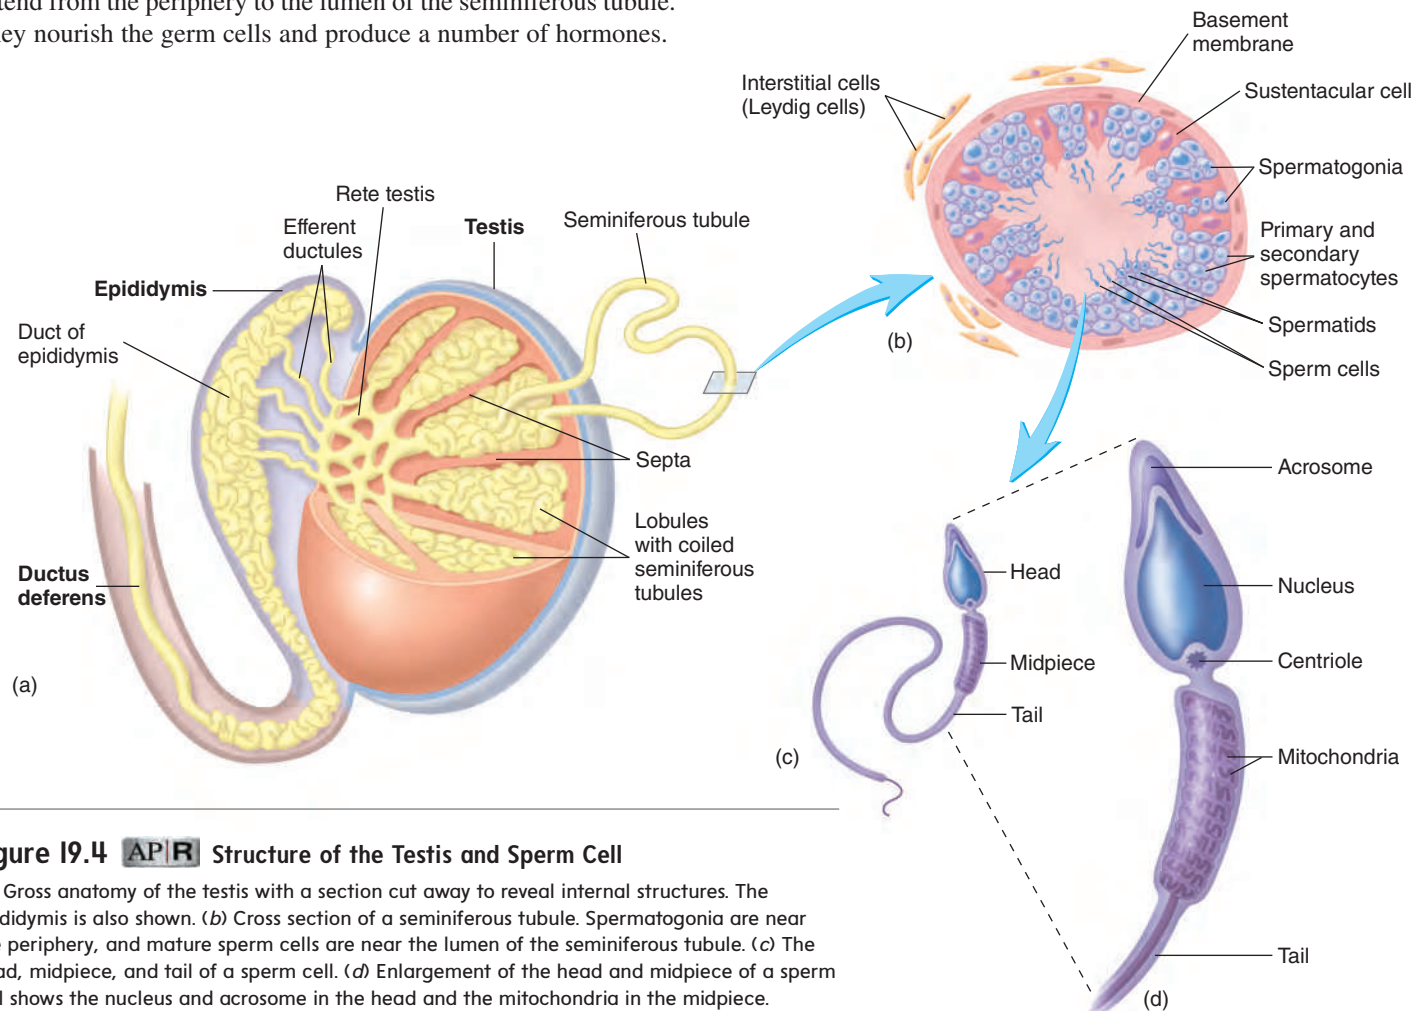 tend from the periphery to the lumen of the seminiferous tubule.
ey nourish the germ cells and produce a number of hormones.
Basement
membrane
Interstitial cells
(Leydig cells)
Sustentacular cell
Spermatogonia
Primary and
secondary
spermatocytes
Spermatids
Sperm cells
(b)
Rete testis
Efferent
ductules
Testis
Seminiferous tubule
Epididymis
Duct of
epididymis
Septa
Lobules
with coiled
seminiferous
tubules
Ductus
deferens
(a)
Head
Midpiece
Tail
(c)
Acrosome
Nucleus
Centriole
Mitochondria
Tail
(d)
gure 19.4 AP|R Structure of the Testis and Sperm Cell
Gross anatomy of the testis with a section cut away to reveal internal structures. The
ididymis is also shown. (b) Cross section of a seminiferous tubule. Spermatogonia are near
e periphery, and mature sperm cells are near the lumen of the seminiferous tubule. (c) The
ad, midpiece, and tail of a sperm cell. (d) Enlargement of the head and midpiece of a sperm
l shows the nucleus and acrosome in the head and the mitochondria in the midpiece.